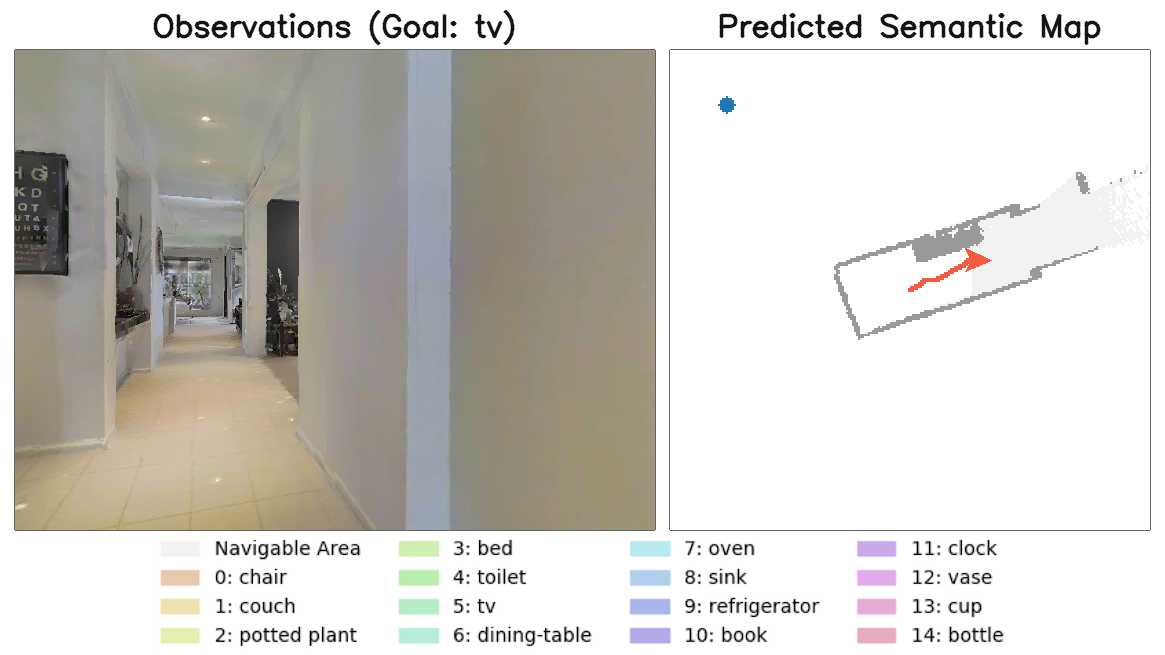 Observations (Goal: tv)
Predicted Semantic Map
H G
K D
Q T
U T A
U H B X
Navigable Area
0: chair
1: couch
2: potted plant
3: bed
4: toilet
5: tv
6: dining-table
7: oven
8: sink
9: refrigerator
10: book
11: clock
12: vase
13: cup
14: bottle